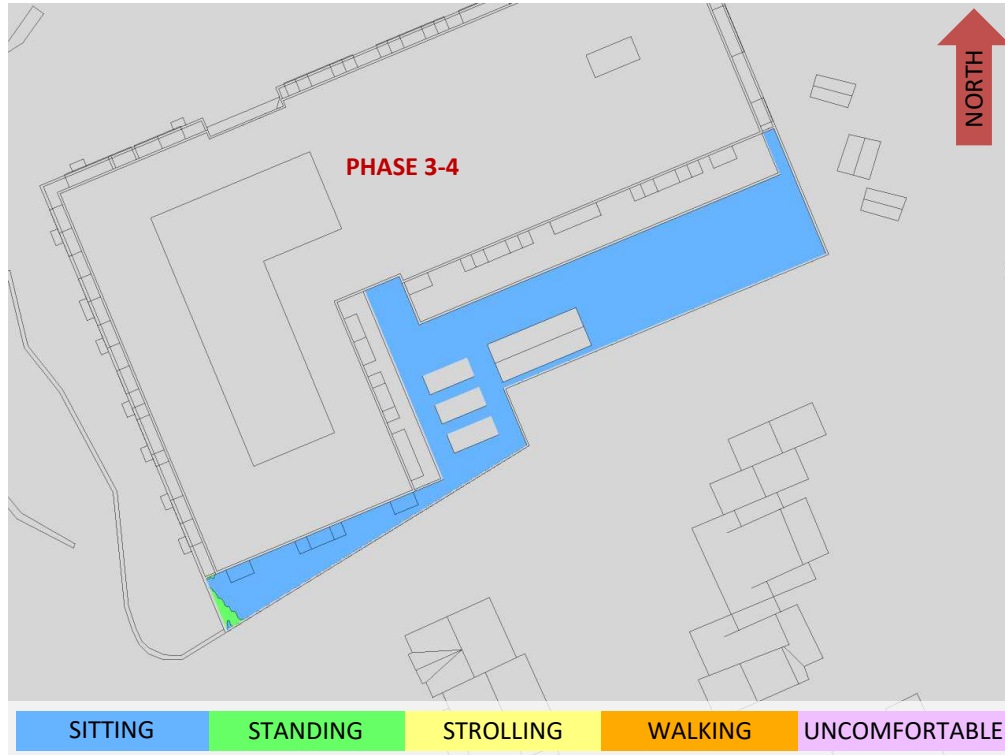 NORTH
PHASE 3-4
SITTING
STANDING
STROLLING
WALKING
UNCOMFORTABLE